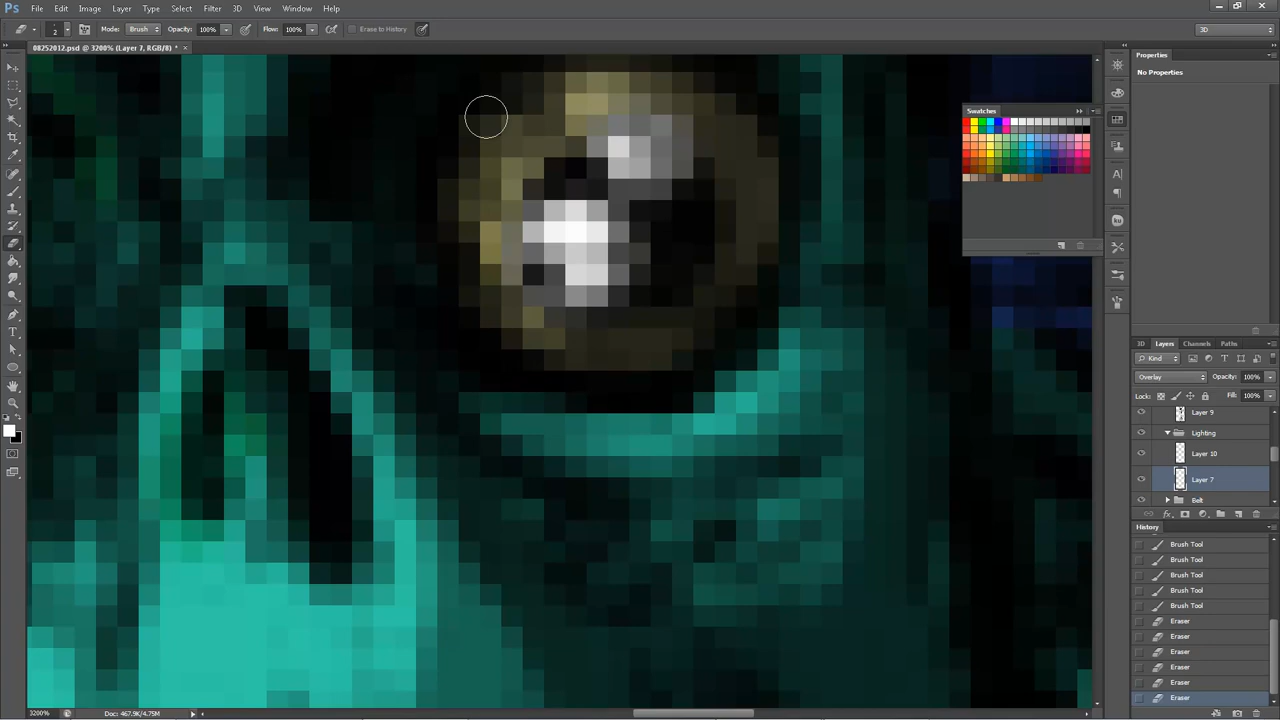 Ps File Edit Image Layer Type Select Filter 3D View Window Help
2 Mode: Brush Opacity: 100% Flow: 100% Erase to History 3D
08252012.psd @ 3200% (Layer 7, RGB/8) * ×
Properties
No Properties
Swatches
3D Layers Channels Paths
Kind
Overlay Opacity: 100%
Lock: Fill: 100%
Layer 9
Lighting
Layer 10
Layer 7
Belt
History
Brush Tool
Brush Tool
Brush Tool
Brush Tool
Brush Tool
Eraser
Eraser
Eraser
Eraser
Eraser
Eraser
3200% Doc: 467.9K/4.75M